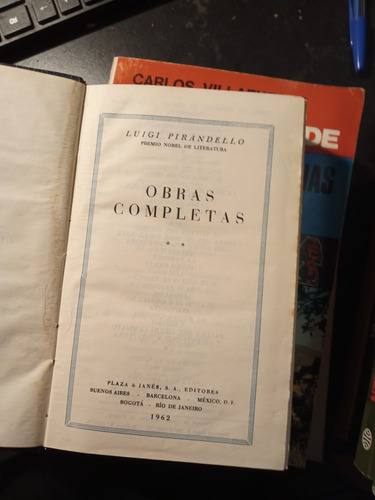 LUIGI PIRANDELLO
PREMIO NOBEL DE LITERATURA
OBRAS
COMPLETAS
* *
PLAZA & JANÉS, S. A., EDITORES
BUENOS AIRES - BARCELONA - MÉXICO, D. F.
BOGOTÁ - RÍO DE JANEIRO
1962
CARLOS
DE